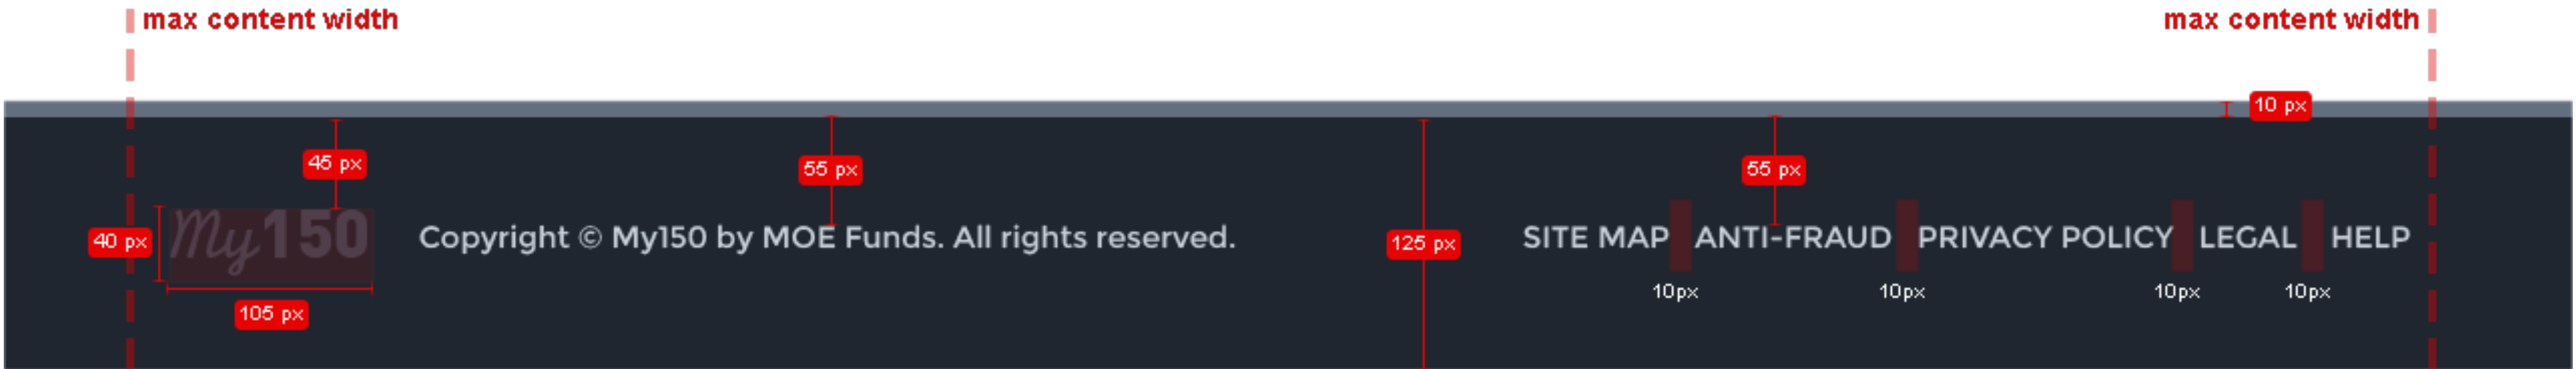 max content width
max content width
10 px
45 px
55 px
55 px
40 px
My150
Copyright © My150 by MOE Funds. All rights reserved.
125 px
SITE MAP ANTI-FRAUD PRIVACY POLICY LEGAL HELP
105 px
10px
10px
10px
10px